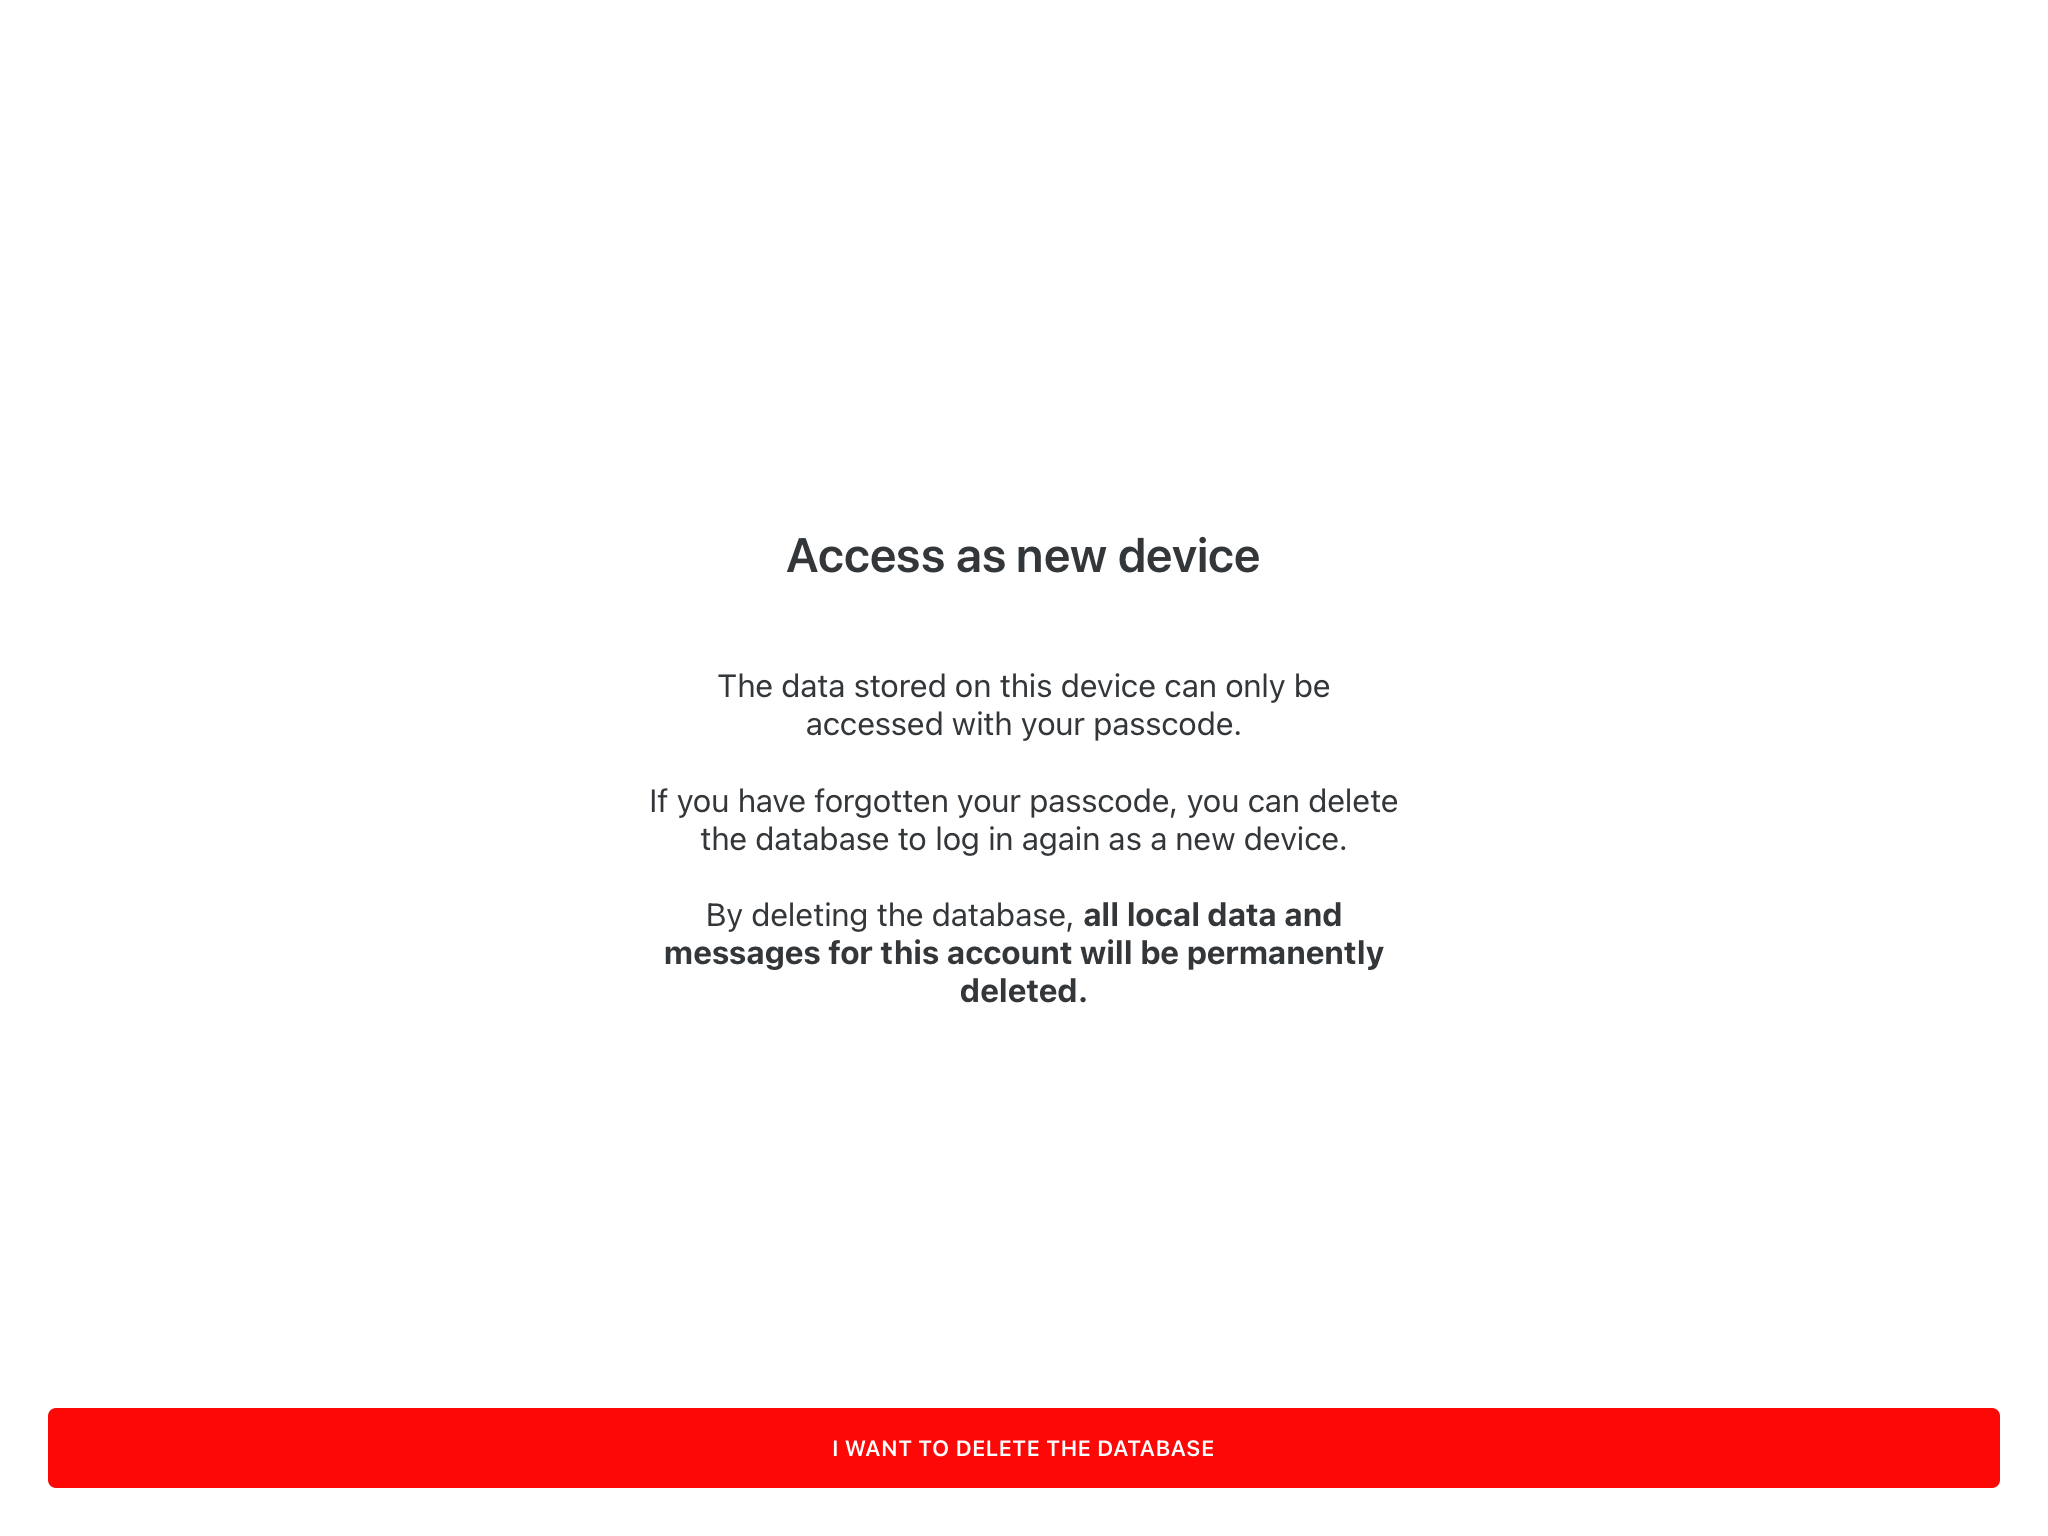 Access as new device
The data stored on this device can only be
accessed with your passcode.
If you have forgotten your passcode, you can delete
the database to log in again as a new device.
By deleting the database, all local data and
messages for this account will be permanently
deleted.
I WANT TO DELETE THE DATABASE